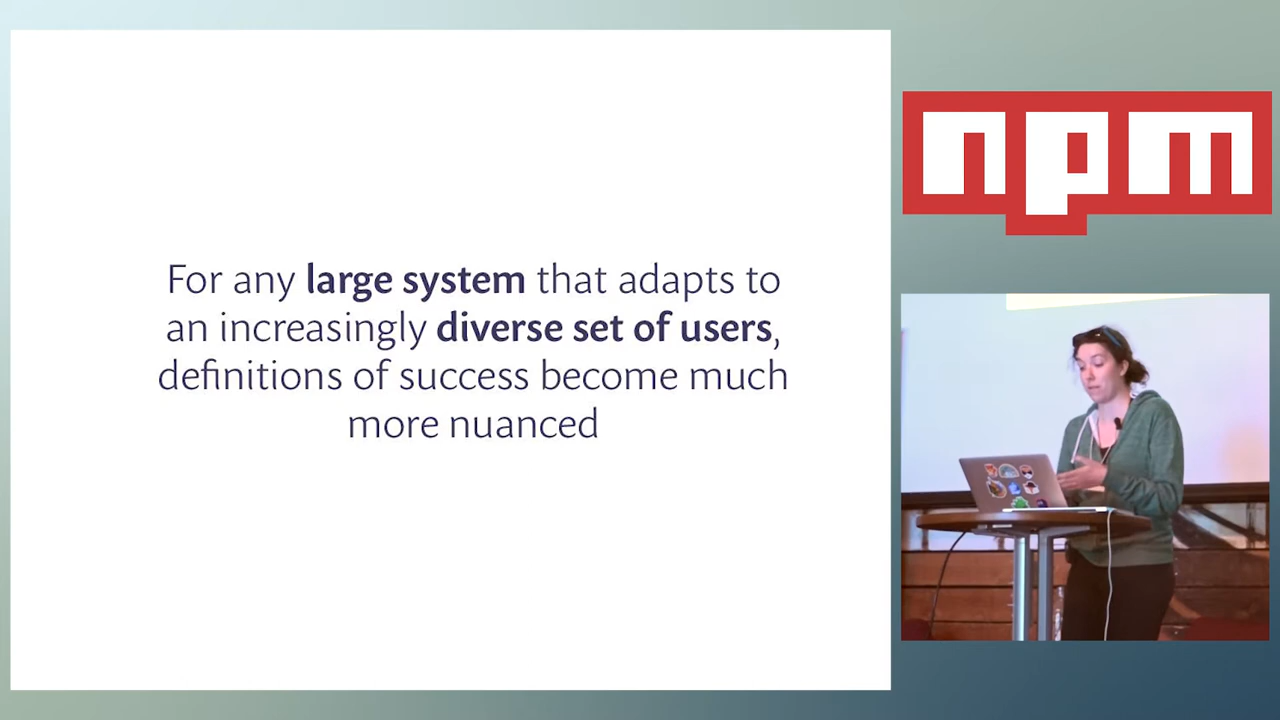 For any large system that adapts to
an increasingly diverse set of users,
definitions of success become much
more nuanced
npm